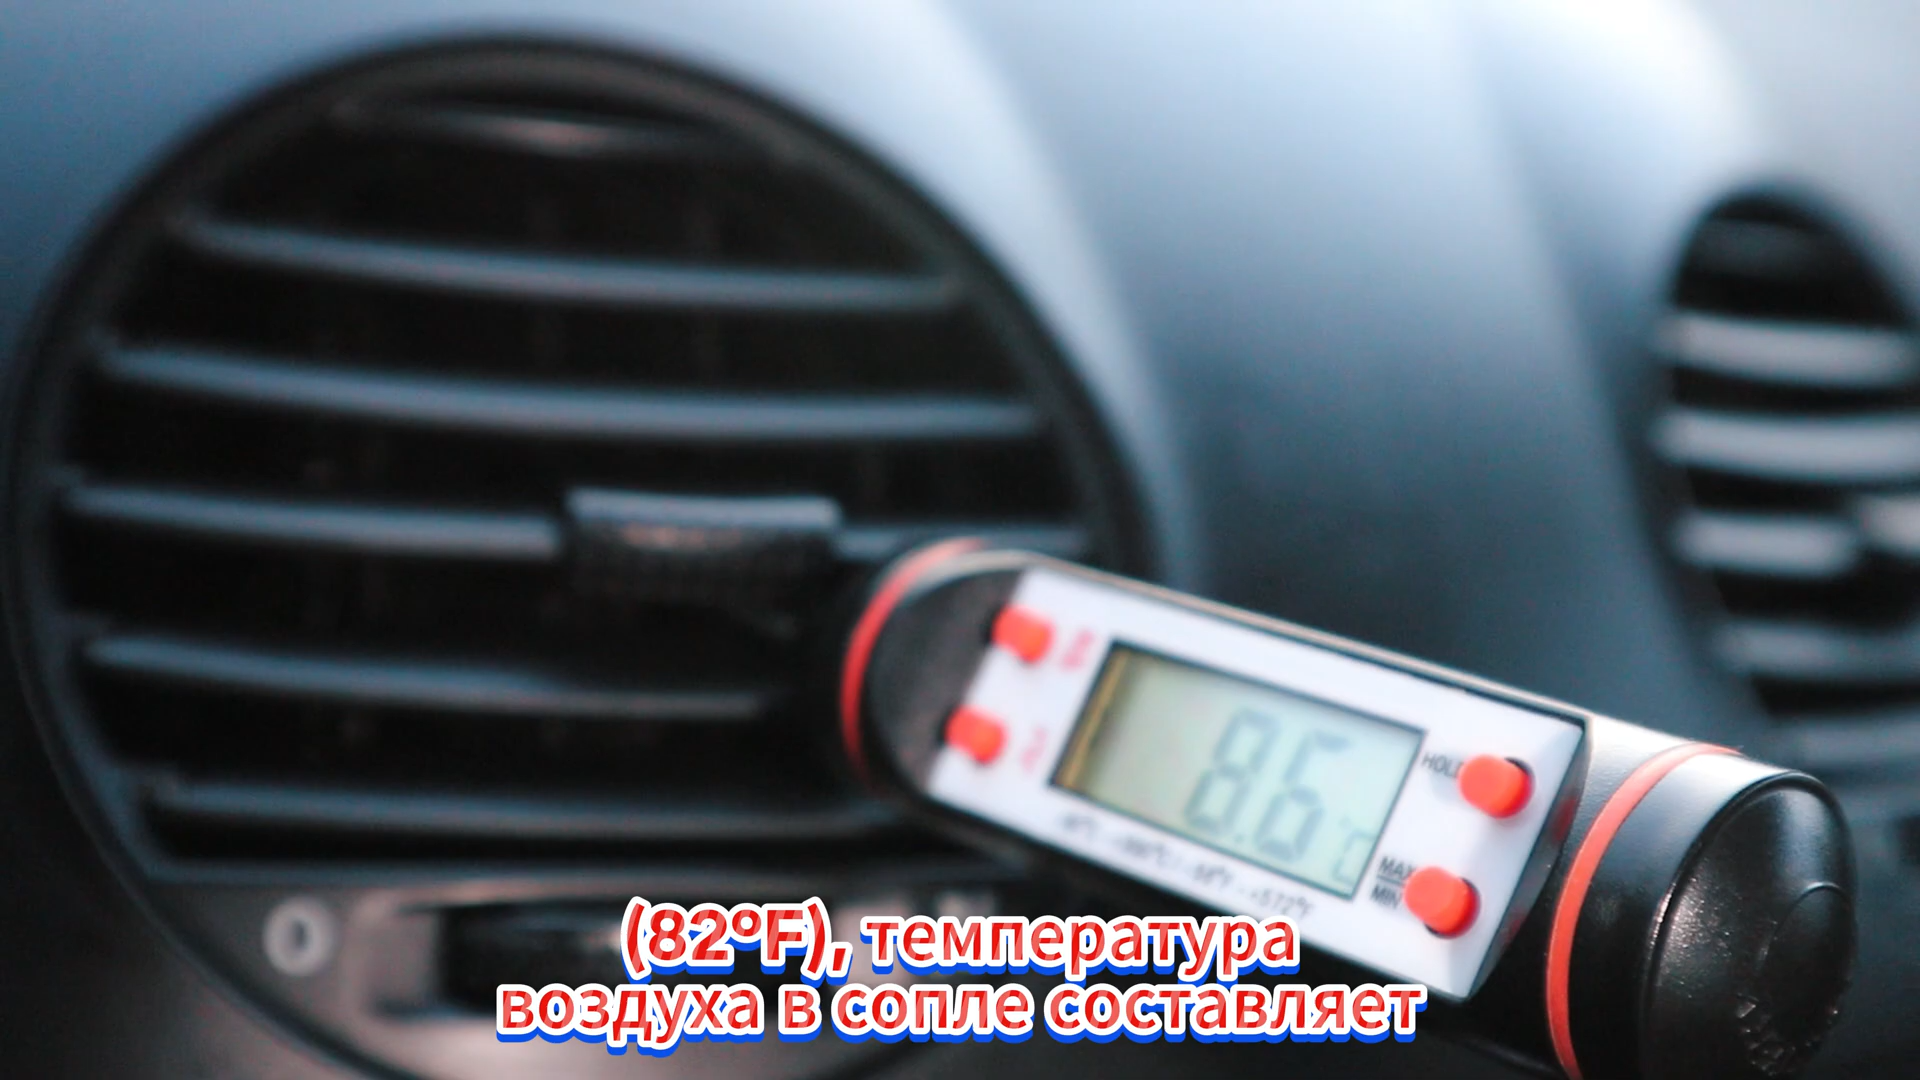 8.6 °C
HOLD
MAX
MIN
(82°F), температура
воздуха в сопле составляет